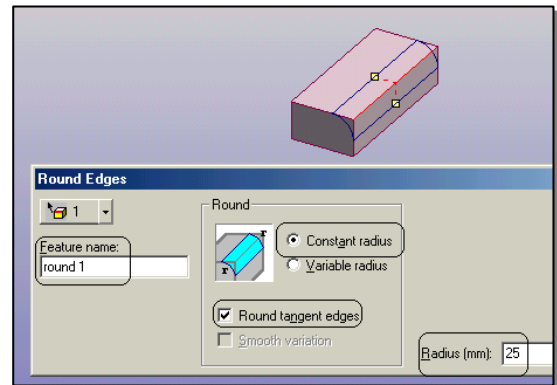 Round Edges
1
Feature name:
round 1
Round
r
r
Constant radius
Variable radius
Round tangent edges
Smooth variation
Radius (mm): 25